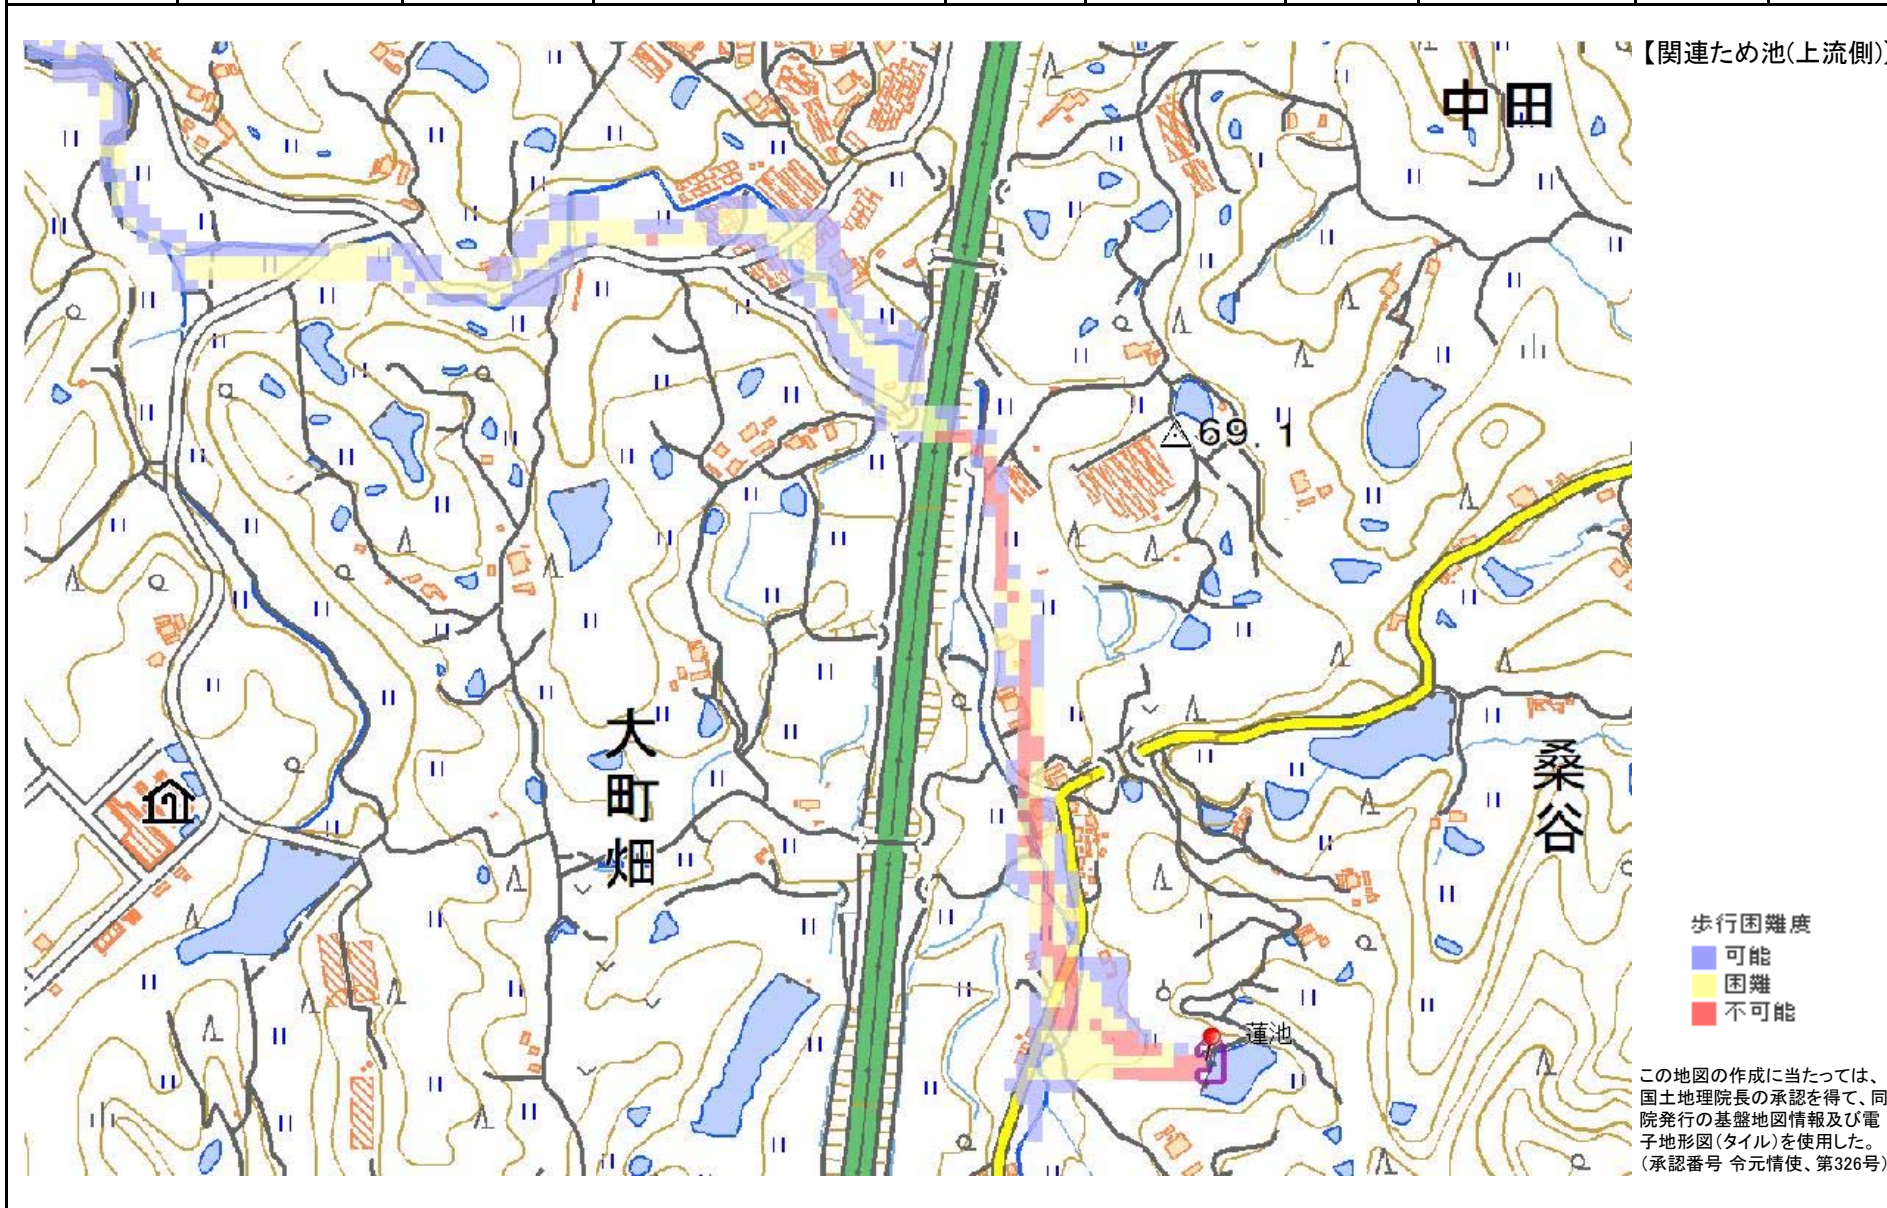 【関連ため池(上流側)】
中田
69.1
大町畑
桑谷
蓮池
歩行困難度
可能
困難
不可能
この地図の作成に当たっては、
国土地理院長の承認を得て、同
院発行の基盤地図情報及び電
子地形図(タイル)を使用した。
(承認番号 令元情使、第326号)